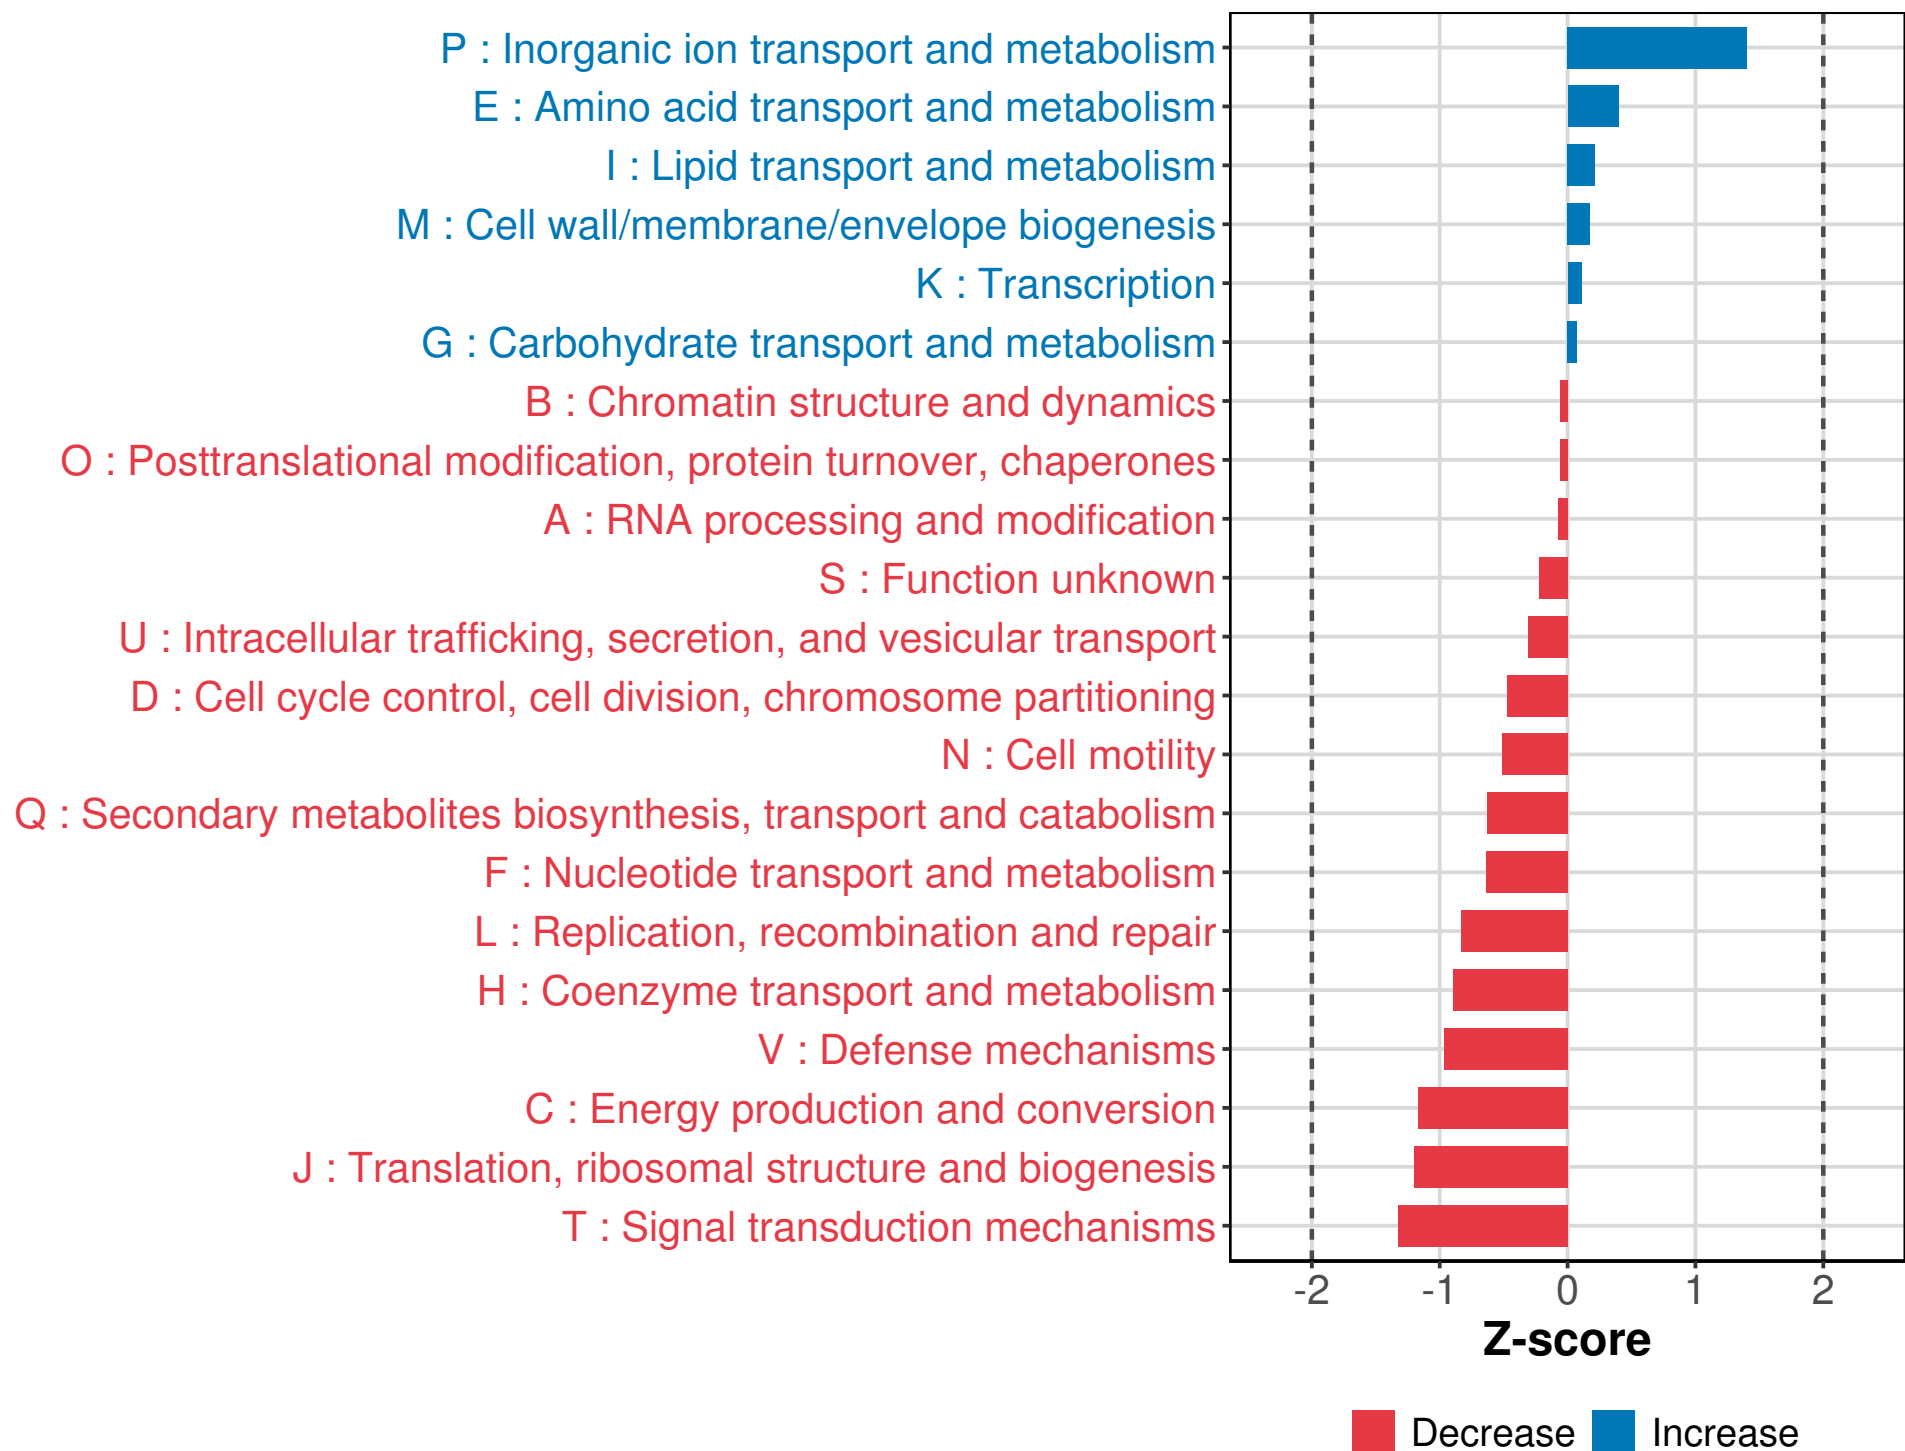 P : Inorganic ion transport and metabolism
E : Amino acid transport and metabolism
I : Lipid transport and metabolism
M : Cell wall/membrane/envelope biogenesis
K : Transcription
G : Carbohydrate transport and metabolism
B : Chromatin structure and dynamics
O : Posttranslational modification, protein turnover, chaperones
A : RNA processing and modification
S : Function unknown
U : Intracellular trafficking, secretion, and vesicular transport
D : Cell cycle control, cell division, chromosome partitioning
N : Cell motility
Q : Secondary metabolites biosynthesis, transport and catabolism
F : Nucleotide transport and metabolism
L : Replication, recombination and repair
H : Coenzyme transport and metabolism
V : Defense mechanisms
C : Energy production and conversion
J : Translation, ribosomal structure and biogenesis
T : Signal transduction mechanisms
-2 -1 0 1 2
Z-score
Decrease Increase